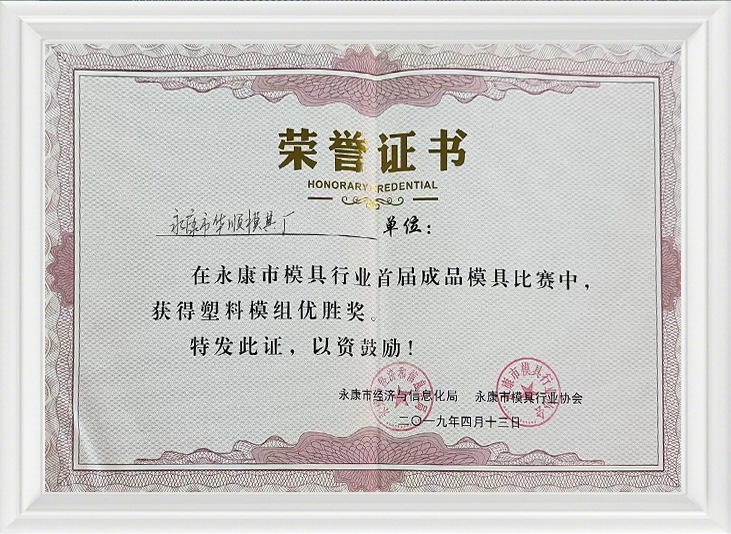 荣誉证书
HONORARY CREDENTIAL
永康市华顺模具厂 单位：
在永康市模具行业首届成品模具比赛中，
获得塑料模组优胜奖。
特发此证，以资鼓励！
永康市经济与信息化局 永康市模具行业协会
二〇一九年四月十三日